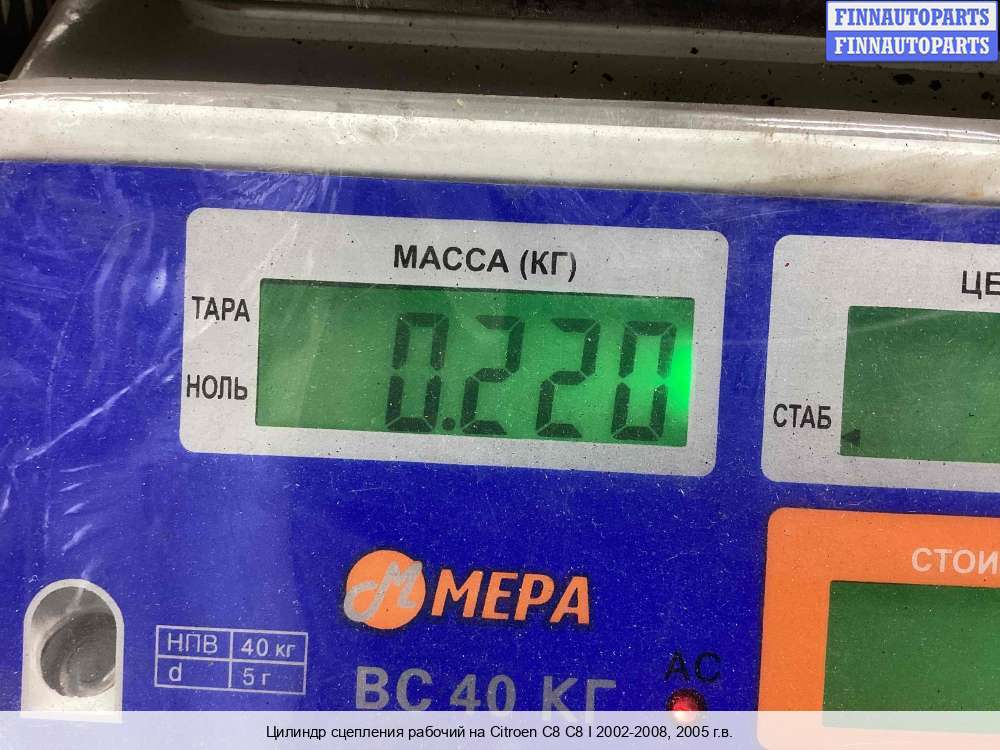 FINNAUTOPARTS
FINNAUTOPARTS
МАССА (КГ)
ТАРА
0.220
НОЛЬ
СТАБ
МЕРА
НПВ 40 кг
d 5 г
ВС 40 КГ
AC
Цилиндр сцепления рабочий на Citroen C8 C8 I 2002-2008, 2005 г.в.